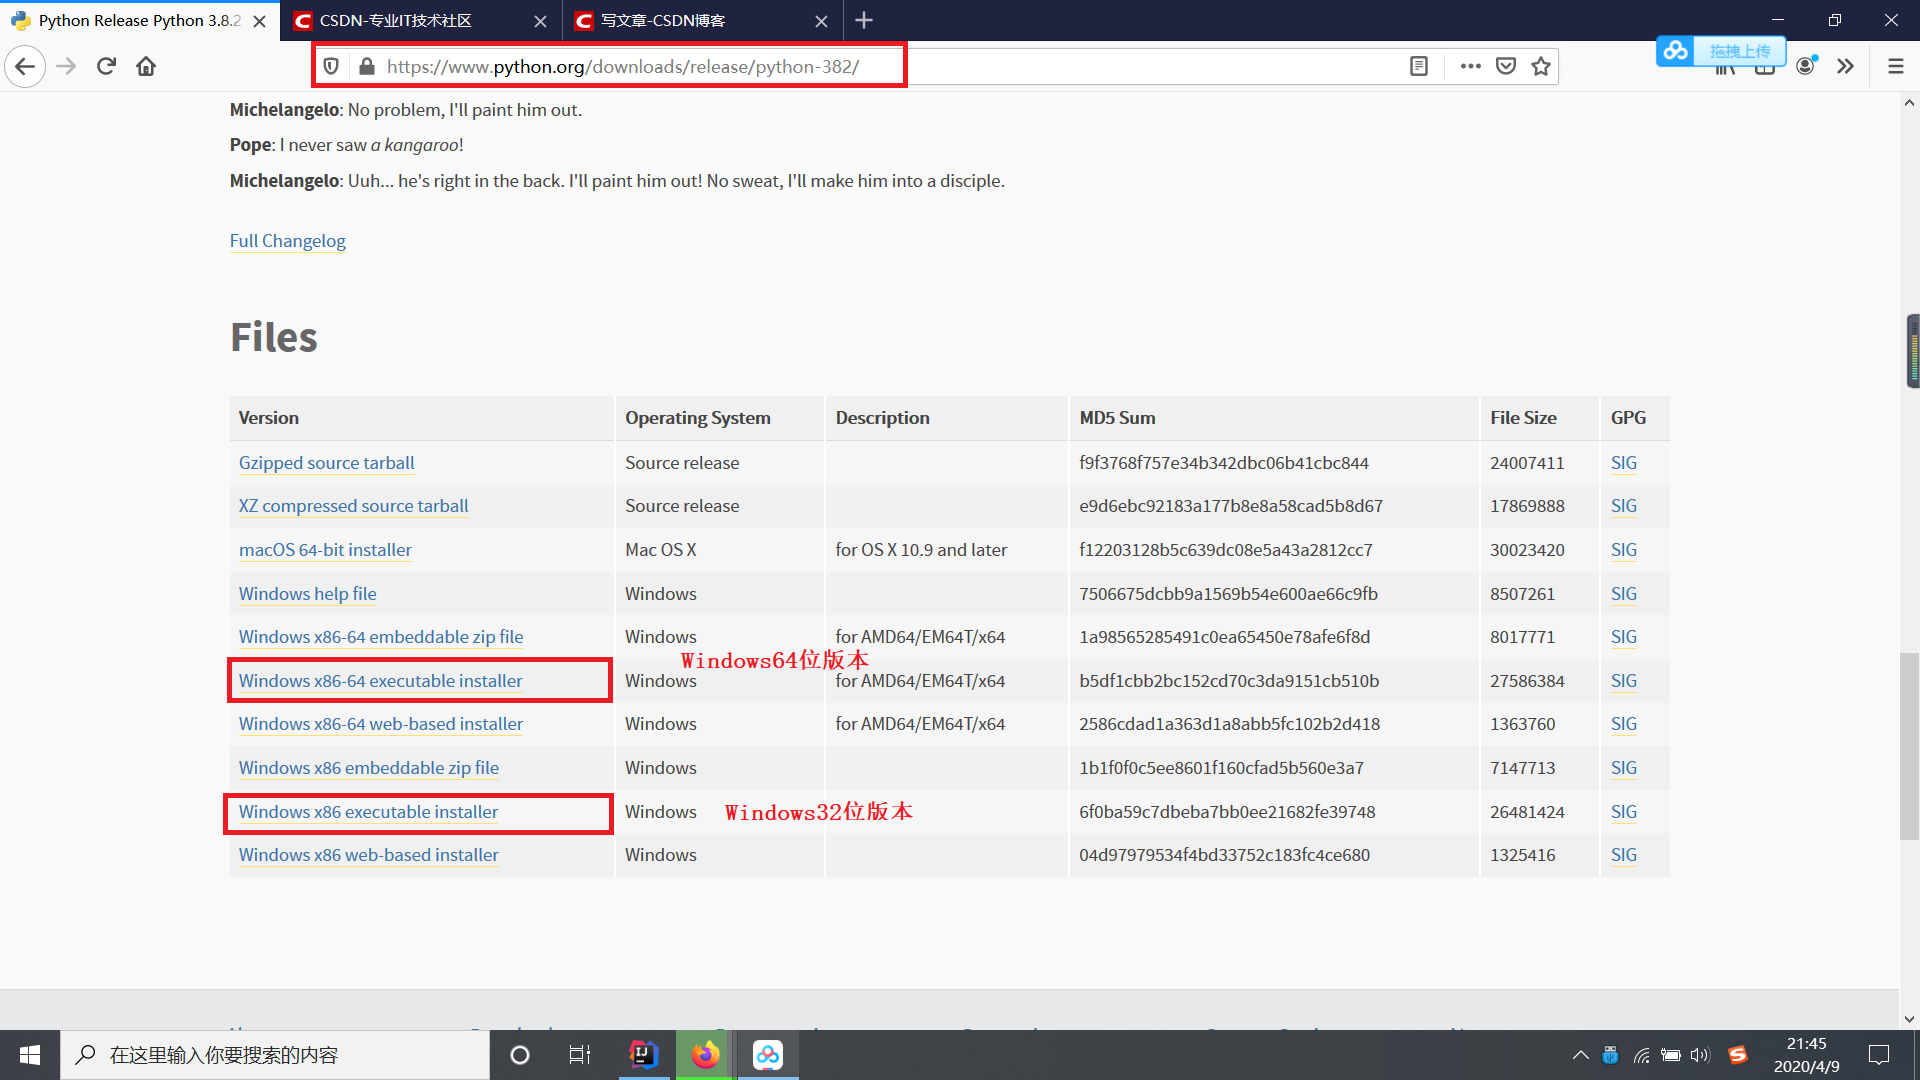 Python Release Python 3.8.2
CSDN-专业IT技术社区
写文章-CSDN博客
https://www.python.org/downloads/release/python-382/
拖拽上传
Michelangelo: No problem, I'll paint him out.
Pope: I never saw a kangaroo!
Michelangelo: Uuh... he's right in the back. I'll paint him out! No sweat, I'll make him into a disciple.
Full Changelog
Files
Version Operating System Description MD5 Sum File Size GPG
Gzipped source tarball Source release f9f3768f757e34b342dbc06b41cbc844 24007411 SIG
XZ compressed source tarball Source release e9d6ebc92183a177b8e8a58cad5b8d67 17869888 SIG
macOS 64-bit installer Mac OS X for OS X 10.9 and later f12203128b5c639dc08e5a43a2812cc7 30023420 SIG
Windows help file Windows 7506675dcbb9a1569b54e600ae66c9fb 8507261 SIG
Windows x86-64 embeddable zip file Windows for AMD64/EM64T/x64 1a98565285491c0ea65450e78afe6f8d 8017771 SIG
Windows64位版本
Windows x86-64 executable installer Windows for AMD64/EM64T/x64 b5df1cbb2bc152cd70c3da9151cb510b 27586384 SIG
Windows x86-64 web-based installer Windows for AMD64/EM64T/x64 2586cdad1a363d1a8abb5fc102b2d418 1363760 SIG
Windows x86 embeddable zip file Windows 1b1f0f0c5ee8601f160cfad5b560e3a7 7147713 SIG
Windows x86 executable installer Windows Windows32位版本 6f0ba59c7dbeba7bb0ee21682fe39748 26481424 SIG
Windows x86 web-based installer Windows 04d97979534f4bd33752c183fc4ce680 1325416 SIG
在这里输入你要搜索的内容
21:45
2020/4/9